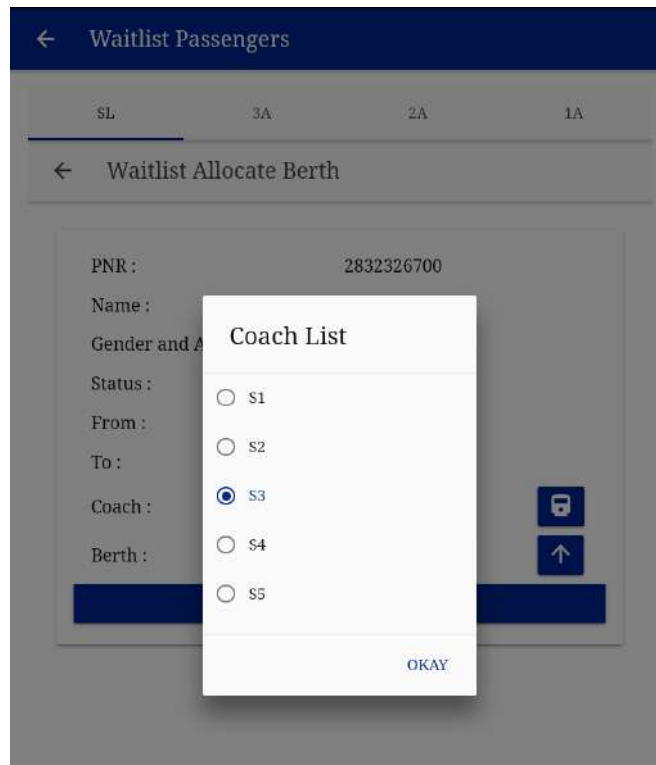 Waitlist Passengers
SL 3A 2A 1A
Waitlist Allocate Berth
PNR : 2832326700
Name :
Gender and A
Status :
From :
To :
Coach :
Berth :
Coach List
S1
S2
S3
S4
S5
OKAY